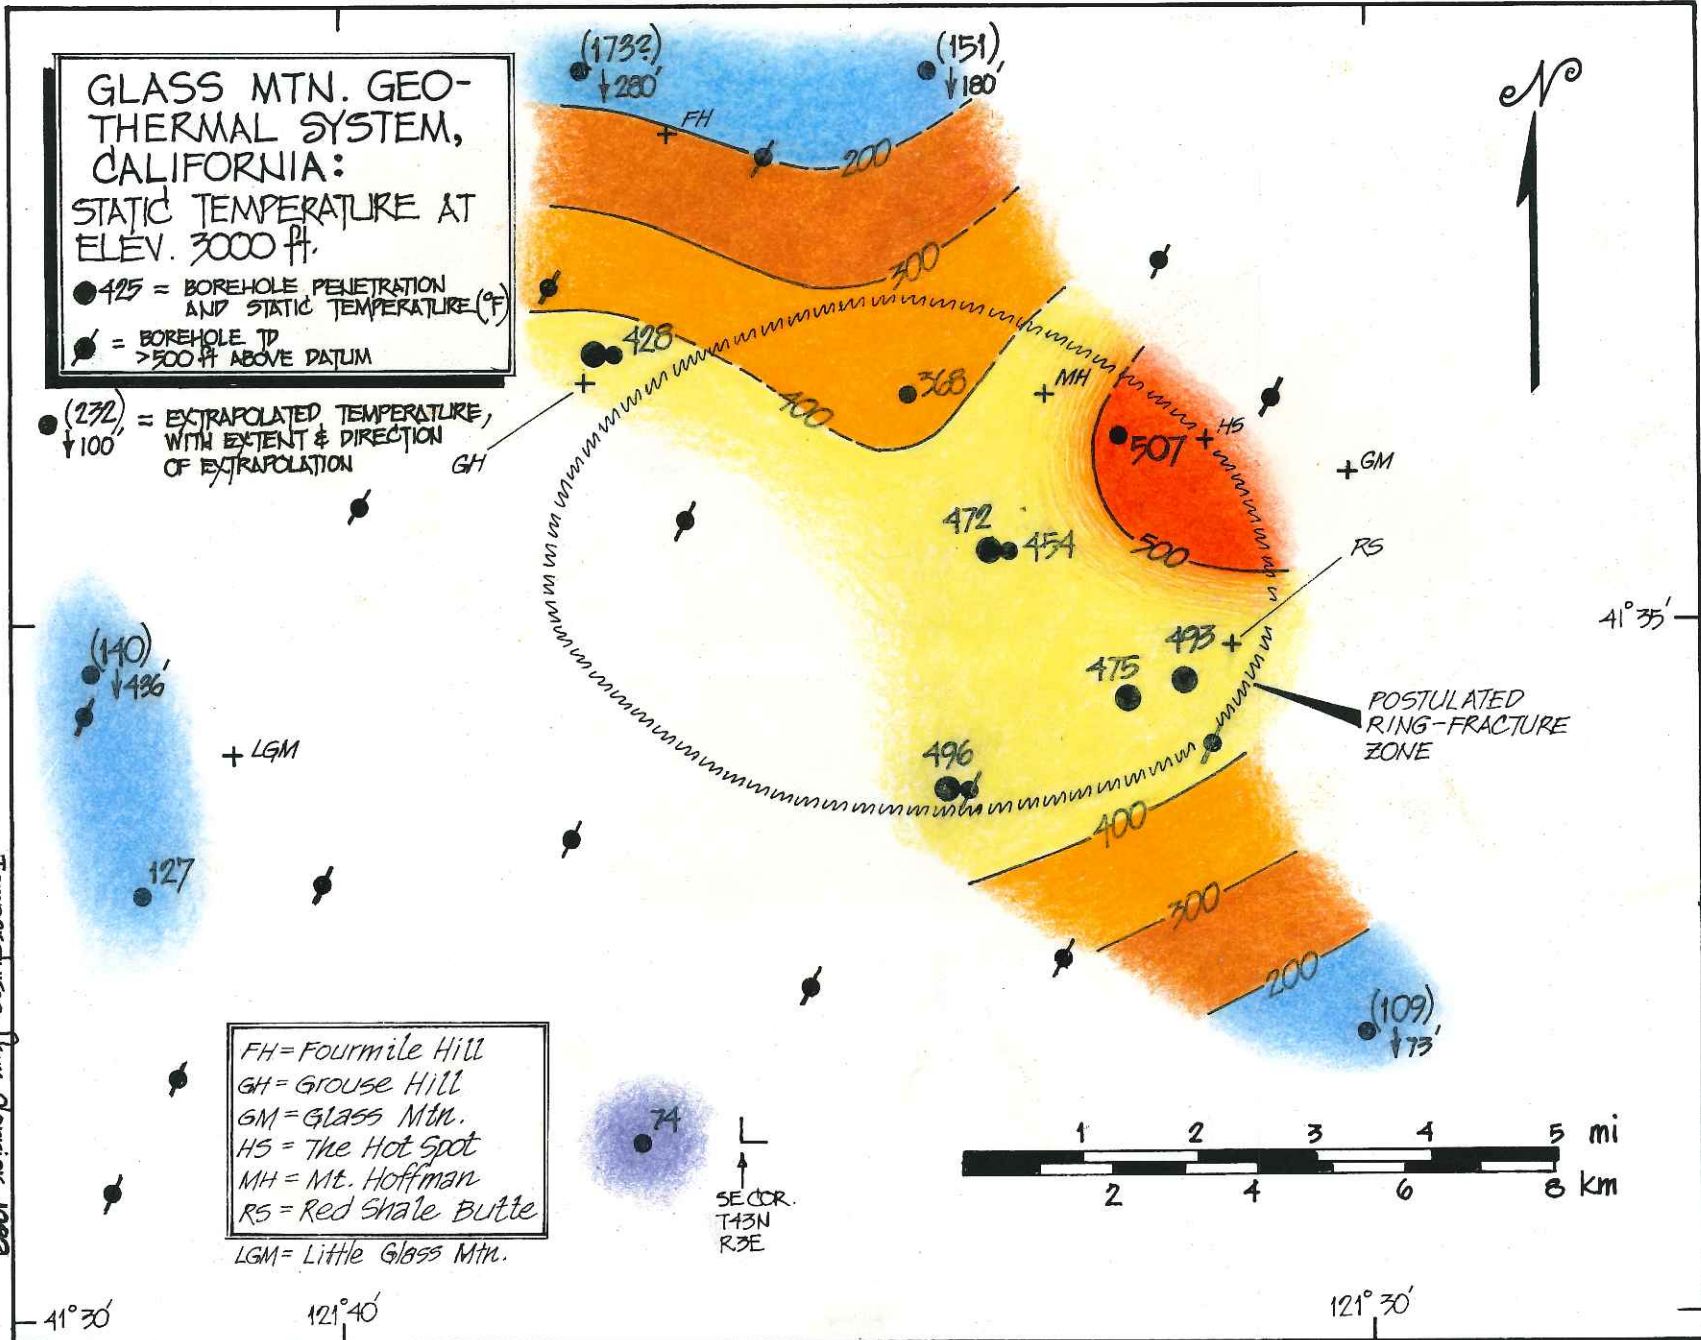 GLASS MTN. GEO-
THERMAL SYSTEM,
CALIFORNIA:
STATIC TEMPERATURE AT
ELEV. 3000 ft.
425 = BOREHOLE PENETRATION
AND STATIC TEMPERATURE (°F)
= BOREHOLE TD
>500 ft ABOVE DATUM
(232) = EXTRAPOLATED TEMPERATURE,
↓100' WITH EXTENT & DIRECTION
OF EXTRAPOLATION
(173?)
↓280'
(151)
↓180'
N
FH
200
300
428
400
368
MH
HS
507
GM
GH
472
454
500
RS
41°35'
(140)
↓436'
LGM
493
475
POSTULATED
RING-FRACTURE
ZONE
496
400
127
300
200
(109)
↓73'
FH = Fourmile Hill
GH = Grouse Hill
GM = Glass Mtn.
HS = The Hot Spot
MH = Mt. Hoffman
RS = Red Shale Butte
LGM = Little Glass Mtn.
74
SE COR.
T43N
R3E
1 2 3 4 5 mi
2 4 6 8 km
41°30'
121°40'
121°30'